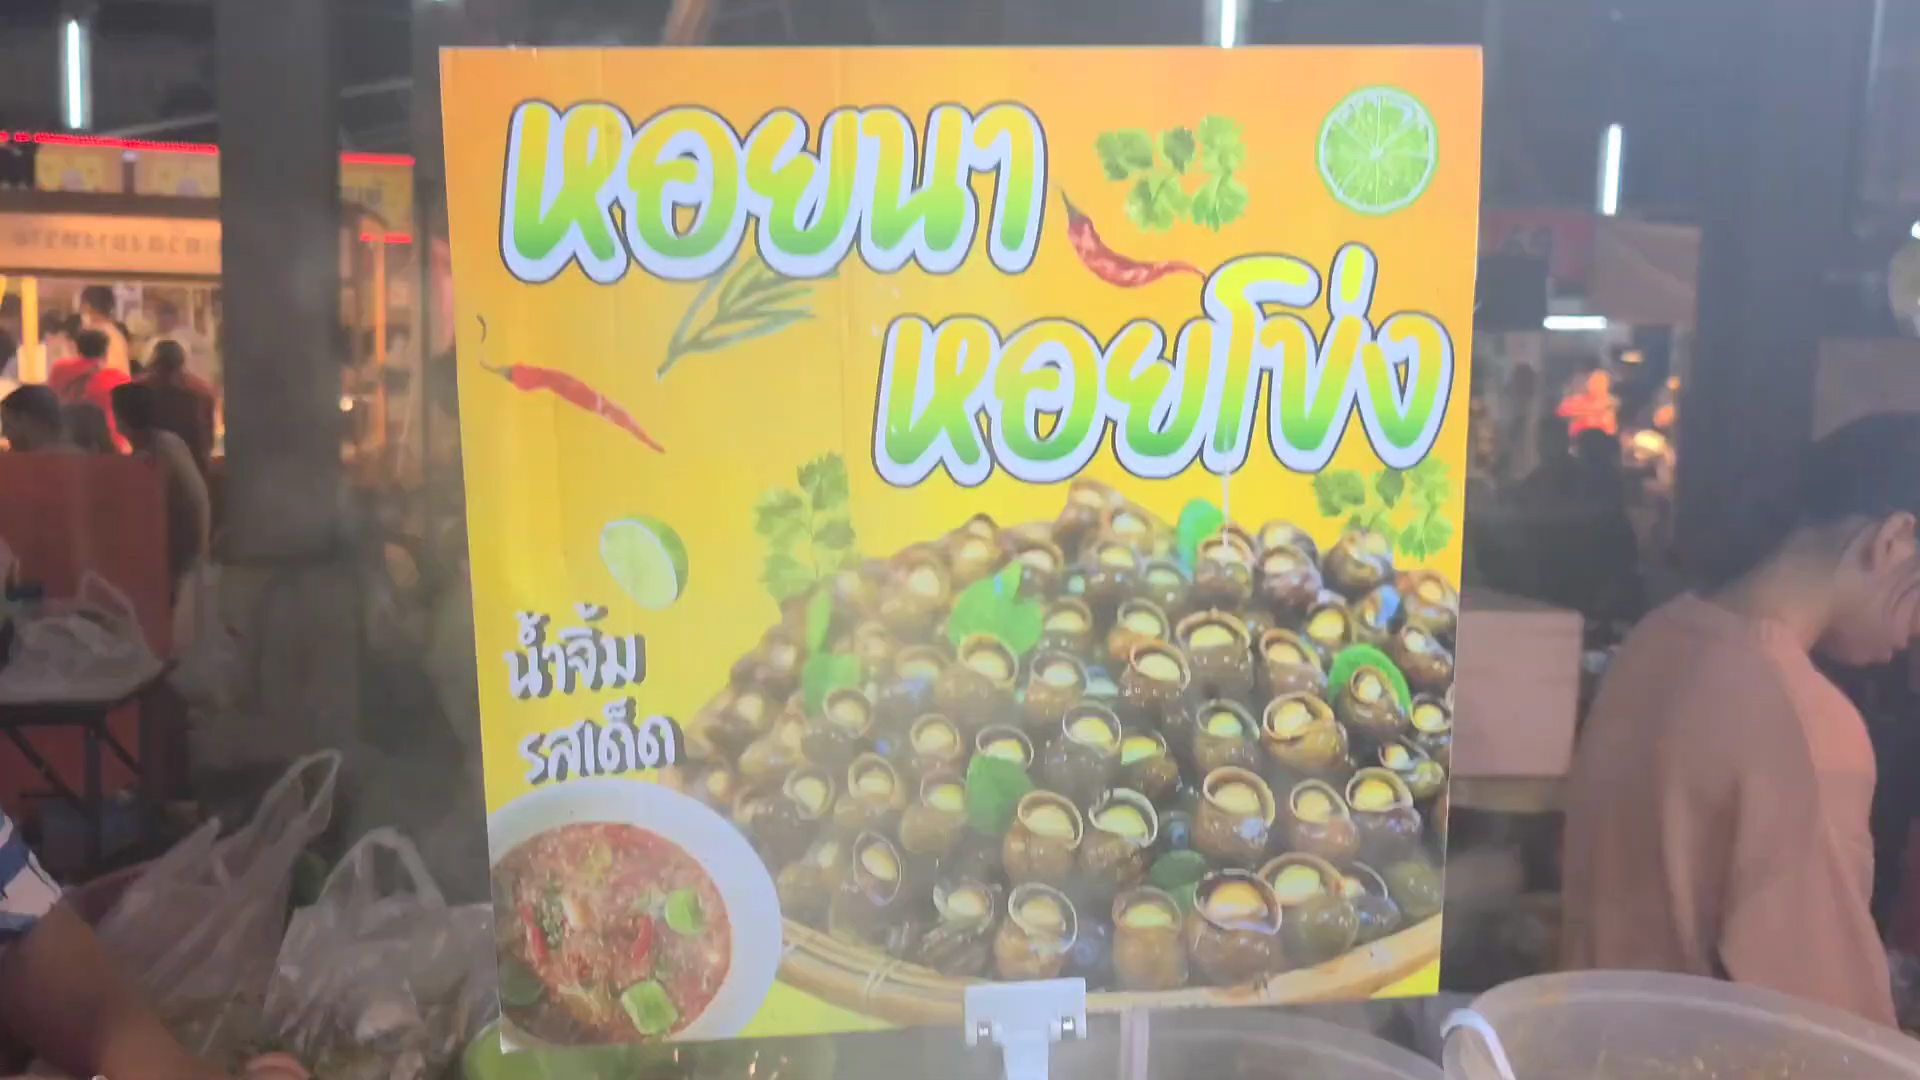 หอยนา
หอยโข่ง
น้ำจิ้ม
รสเด็ด